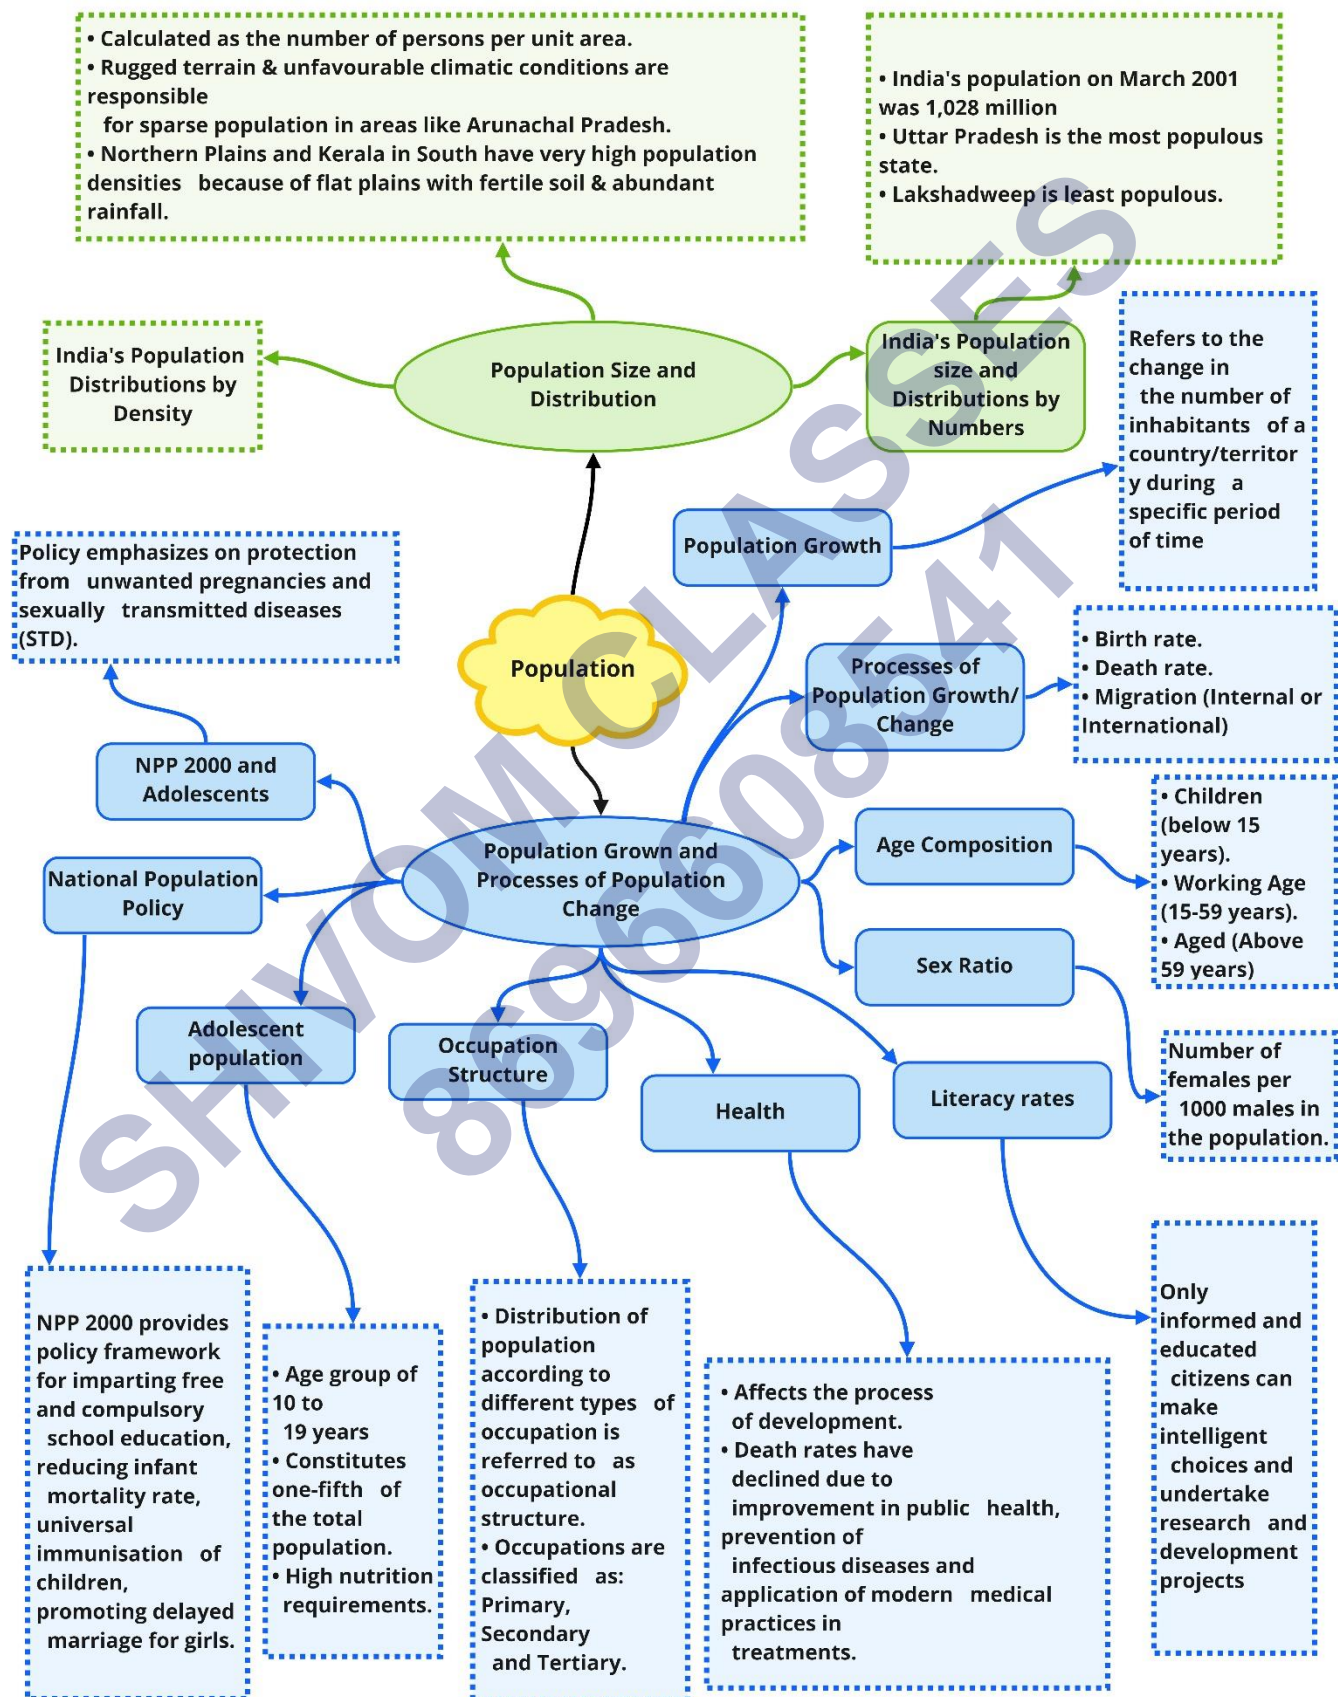 • Calculated as the number of persons per unit area.
• Rugged terrain & unfavourable climatic conditions are
responsible
for sparse population in areas like Arunachal Pradesh.
• Northern Plains and Kerala in South have very high population
densities because of flat plains with fertile soil & abundant
rainfall.
• India's population on March 2001
was 1,028 million
• Uttar Pradesh is the most populous
state.
• Lakshadweep is least populous.
India's Population
Distributions by
Density
Population Size and
Distribution
India's Population
size and
Distributions by
Numbers
Refers to the
change in
the number of
inhabitants of a
country/territor
y during a
specific period
of time
Population Growth
Policy emphasizes on protection
from unwanted pregnancies and
sexually transmitted diseases
(STD).
Population
Processes of
Population Growth/
Change
• Birth rate.
• Death rate.
• Migration (Internal or
International)
NPP 2000 and
Adolescents
Population Grown and
Processes of Population
Change
Age Composition
• Children
(below 15
years).
• Working Age
(15-59 years).
• Aged (Above
59 years)
National Population
Policy
Sex Ratio
Number of
females per
1000 males in
the population.
Adolescent
population
Occupation
Structure
Health
Literacy rates
NPP 2000 provides
policy framework
for imparting free
and compulsory
school education,
reducing infant
mortality rate,
universal
immunisation of
children,
promoting delayed
marriage for girls.
• Age group of
10 to
19 years
• Constitutes
one-fifth of
the total
population.
• High nutrition
requirements.
• Distribution of
population
according to
different types of
occupation is
referred to as
occupational
structure.
• Occupations are
classified as:
Primary,
Secondary
and Tertiary.
• Affects the process
of development.
• Death rates have
declined due to
improvement in public health,
prevention of
infectious diseases and
application of modern medical
practices in
treatments.
Only
informed and
educated
citizens can
make
intelligent
choices and
undertake
research and
development
projects
SHIVOM CLASSES
8696608541